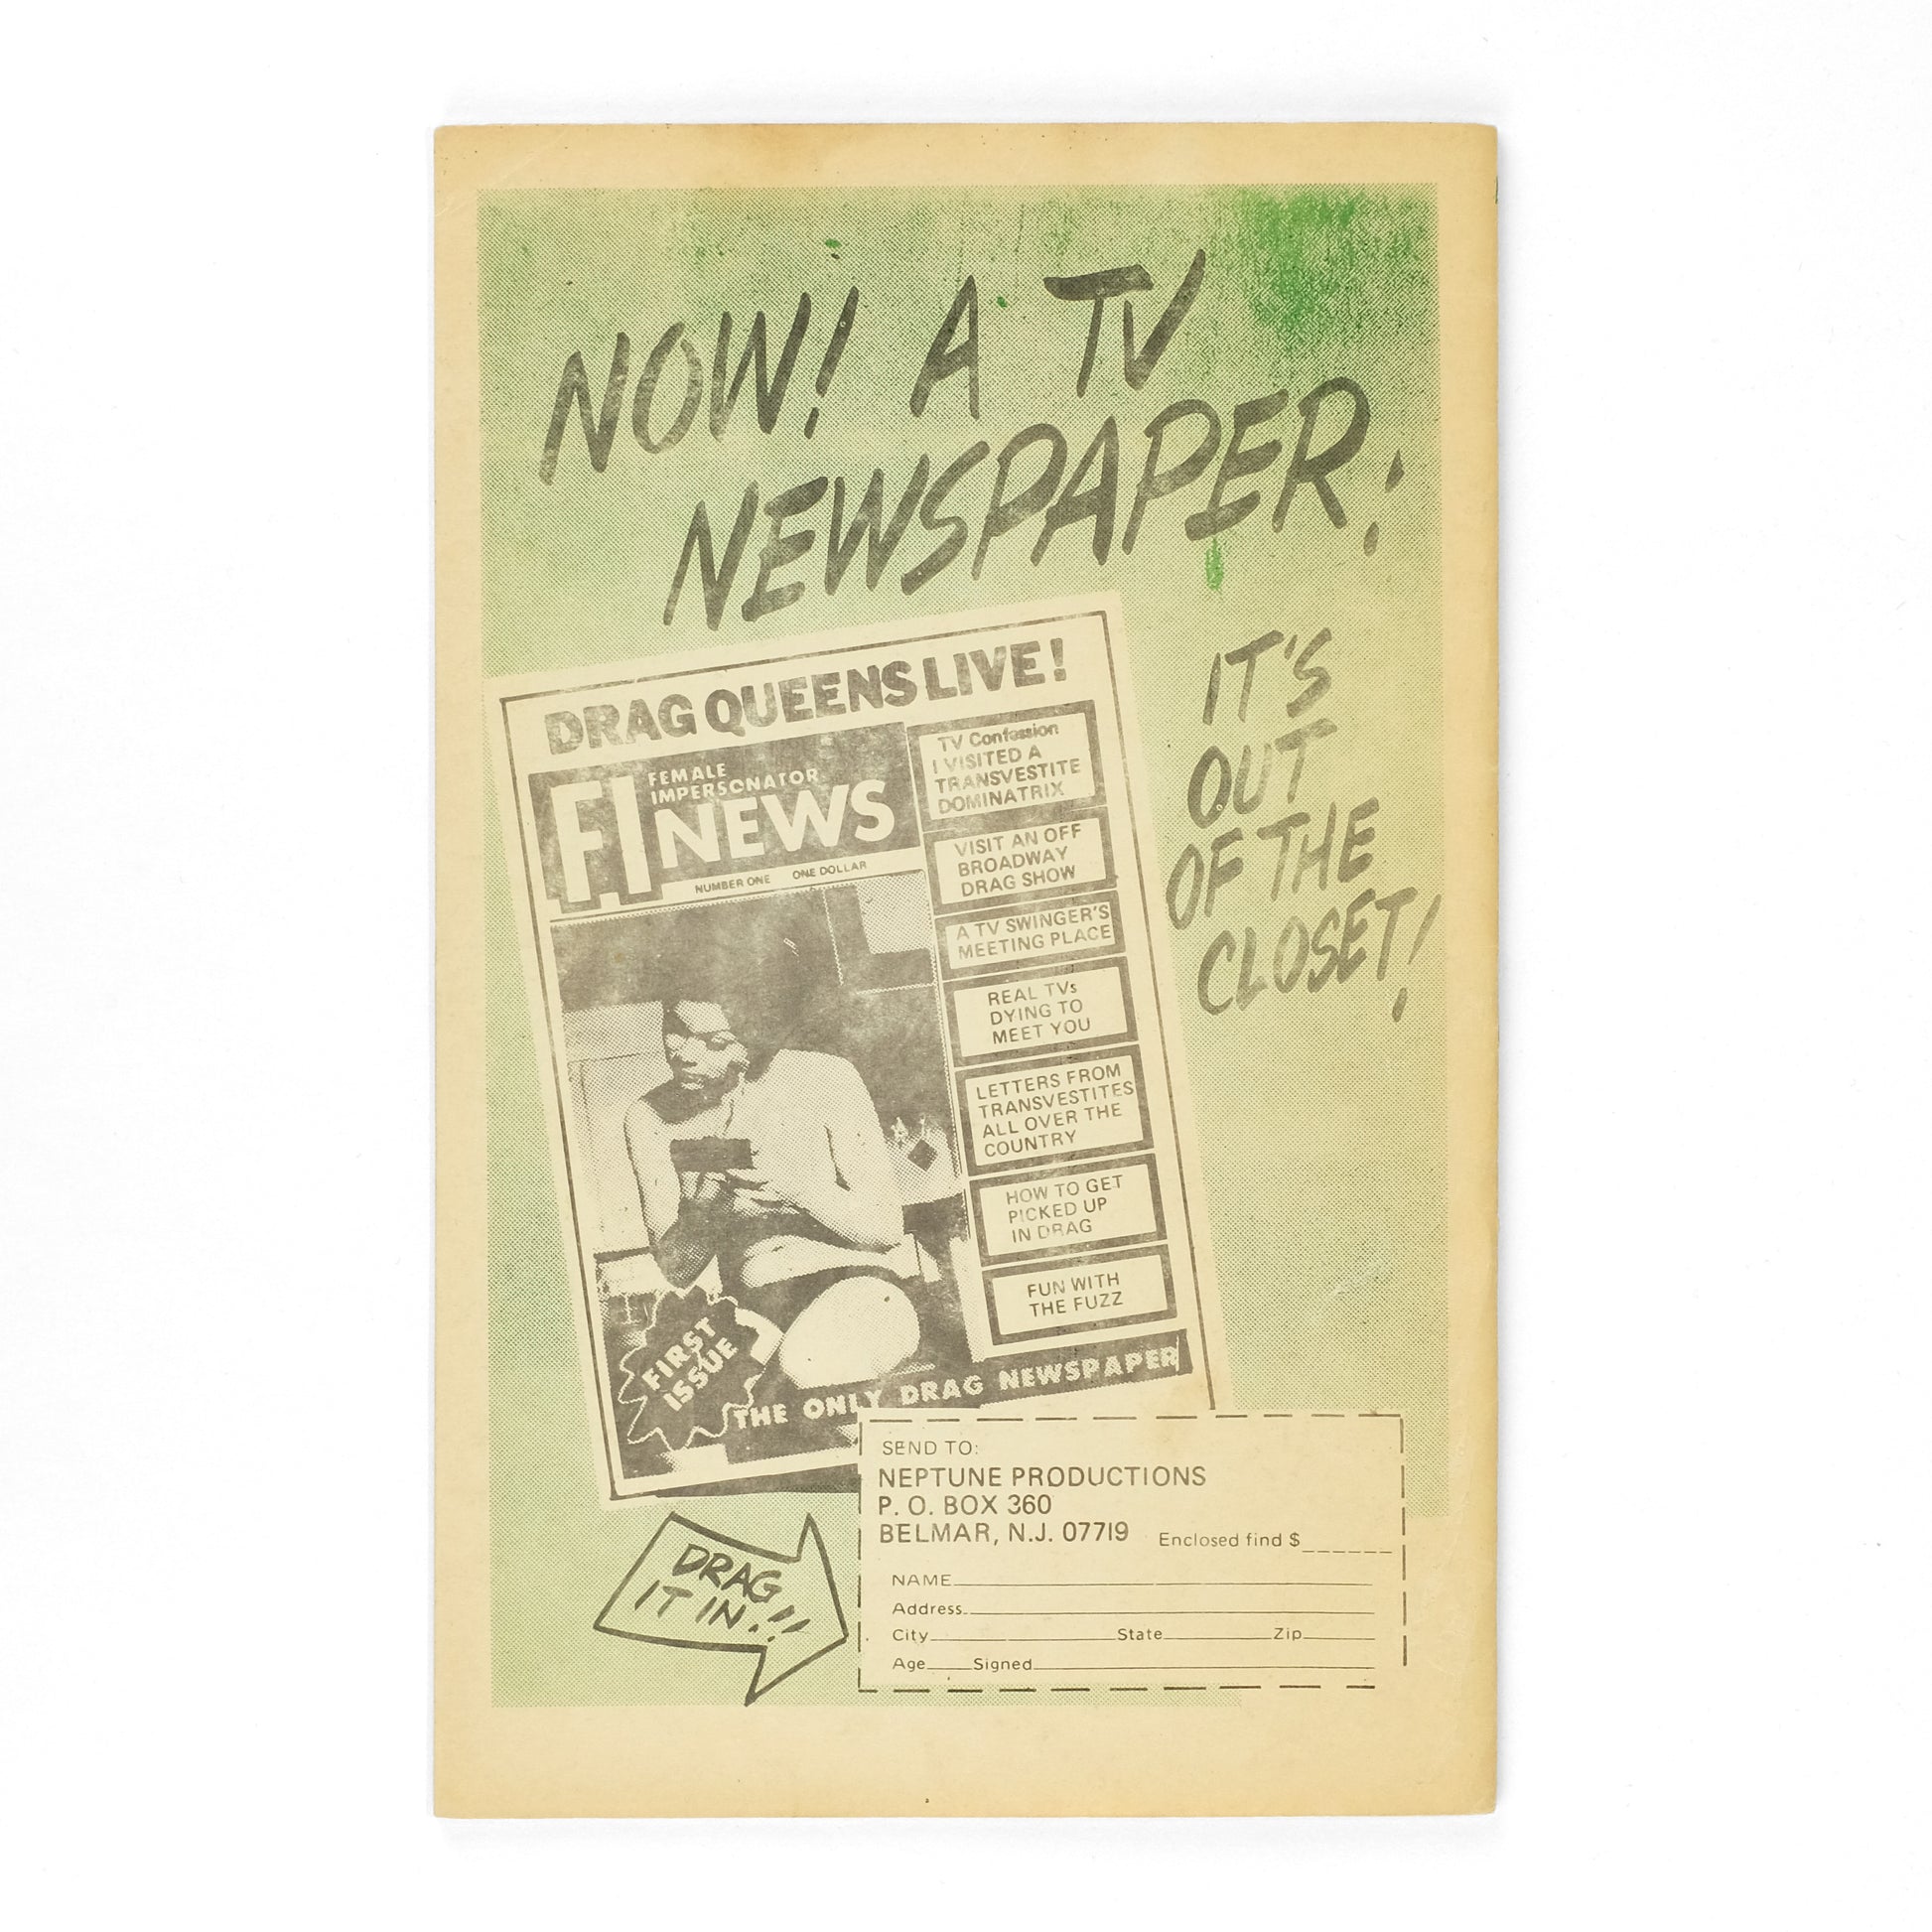 NOW! A TV
NEWSPAPER!
IT'S
OUT
OF THE
CLOSET!
DRAG QUEENS LIVE!
FEMALE
IMPERSONATOR
FI NEWS
NUMBER ONE ONE DOLLAR
TV Confession
I VISITED A
TRANSVESTITE
DOMINATRIX
VISIT AN OFF
BROADWAY
DRAG SHOW
A TV SWINGER'S
MEETING PLACE
REAL TVs
DYING TO
MEET YOU
LETTERS FROM
TRANSVESTITES
ALL OVER THE
COUNTRY
HOW TO GET
PICKED UP
IN DRAG
FUN WITH
THE FUZZ
FIRST
ISSUE
THE ONLY DRAG NEWSPAPER
DRAG
IT IN!!
SEND TO:
NEPTUNE PRODUCTIONS
P. O. BOX 360
BELMAR, N.J. 07719 Enclosed find $
NAME
Address
City State Zip
Age Signed